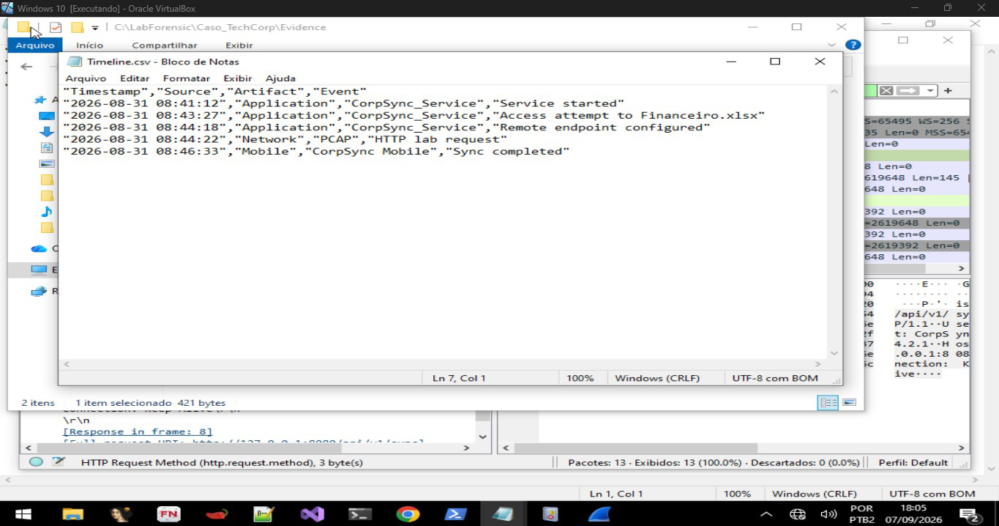 Windows 10 [Executando] - Oracle VirtualBox
C:\LabForensic\Caso_TechCorp\Evidence
Arquivo Início Compartilhar Exibir
Timeline.csv - Bloco de Notas
Arquivo Editar Formatar Exibir Ajuda
"Timestamp","Source","Artifact","Event"
"2026-08-31 08:41:12","Application","CorpSync_Service","Service started"
"2026-08-31 08:43:27","Application","CorpSync_Service","Access attempt to Financeiro.xlsx"
"2026-08-31 08:44:18","Application","CorpSync_Service","Remote endpoint configured"
"2026-08-31 08:44:22","Network","PCAP","HTTP lab request"
"2026-08-31 08:46:33","Mobile","CorpSync Mobile","Sync completed"
S=65495 WS=256 S
35 Len=0 MSS=654
Len=0
8 Len=0
619648 Len=145
648 Len=0
392 Len=0
=2619648 Len=0
392 Len=0
=2619392 Len=0
648 Len=0
····E··· ·G
········ ··
···P·'· is
/api/v1/ sy
P/1.1··U se
t: CorpS yn
4.2.1··H os
.0.0.1:8 08
nection: K
ive····
Ln 7, Col 1 100% Windows (CRLF) UTF-8 com BOM
2 itens 1 item selecionado 421 bytes
\r\n
[Response in frame: 8]
HTTP Request Method (http.request.method), 3 byte(s) Pacotes: 13 · Exibidos: 13 (100.0%) · Descartados: 0 (0.0%) Perfil: Default
Ln 1, Col 1 100% Windows (CRLF) UTF-8 com BOM
FN
POR 18:05
PTB2 07/09/2026 2